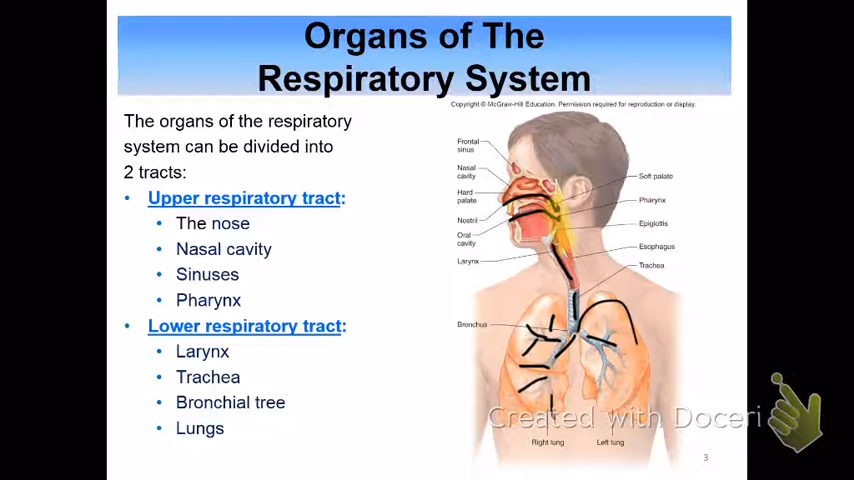 Organs of The
Respiratory System
Copyright © McGraw-Hill Education. Permission required for reproduction or display.
The organs of the respiratory
system can be divided into
2 tracts:
• Upper respiratory tract:
• The nose
• Nasal cavity
• Sinuses
• Pharynx
• Lower respiratory tract:
• Larynx
• Trachea
• Bronchial tree
• Lungs
Frontal
sinus
Nasal
cavity
Hard
palate
Nostril
Oral
cavity
Larynx
Bronchus
Soft palate
Pharynx
Epiglottis
Esophagus
Trachea
Right lung
Left lung
Created with Doceri
3